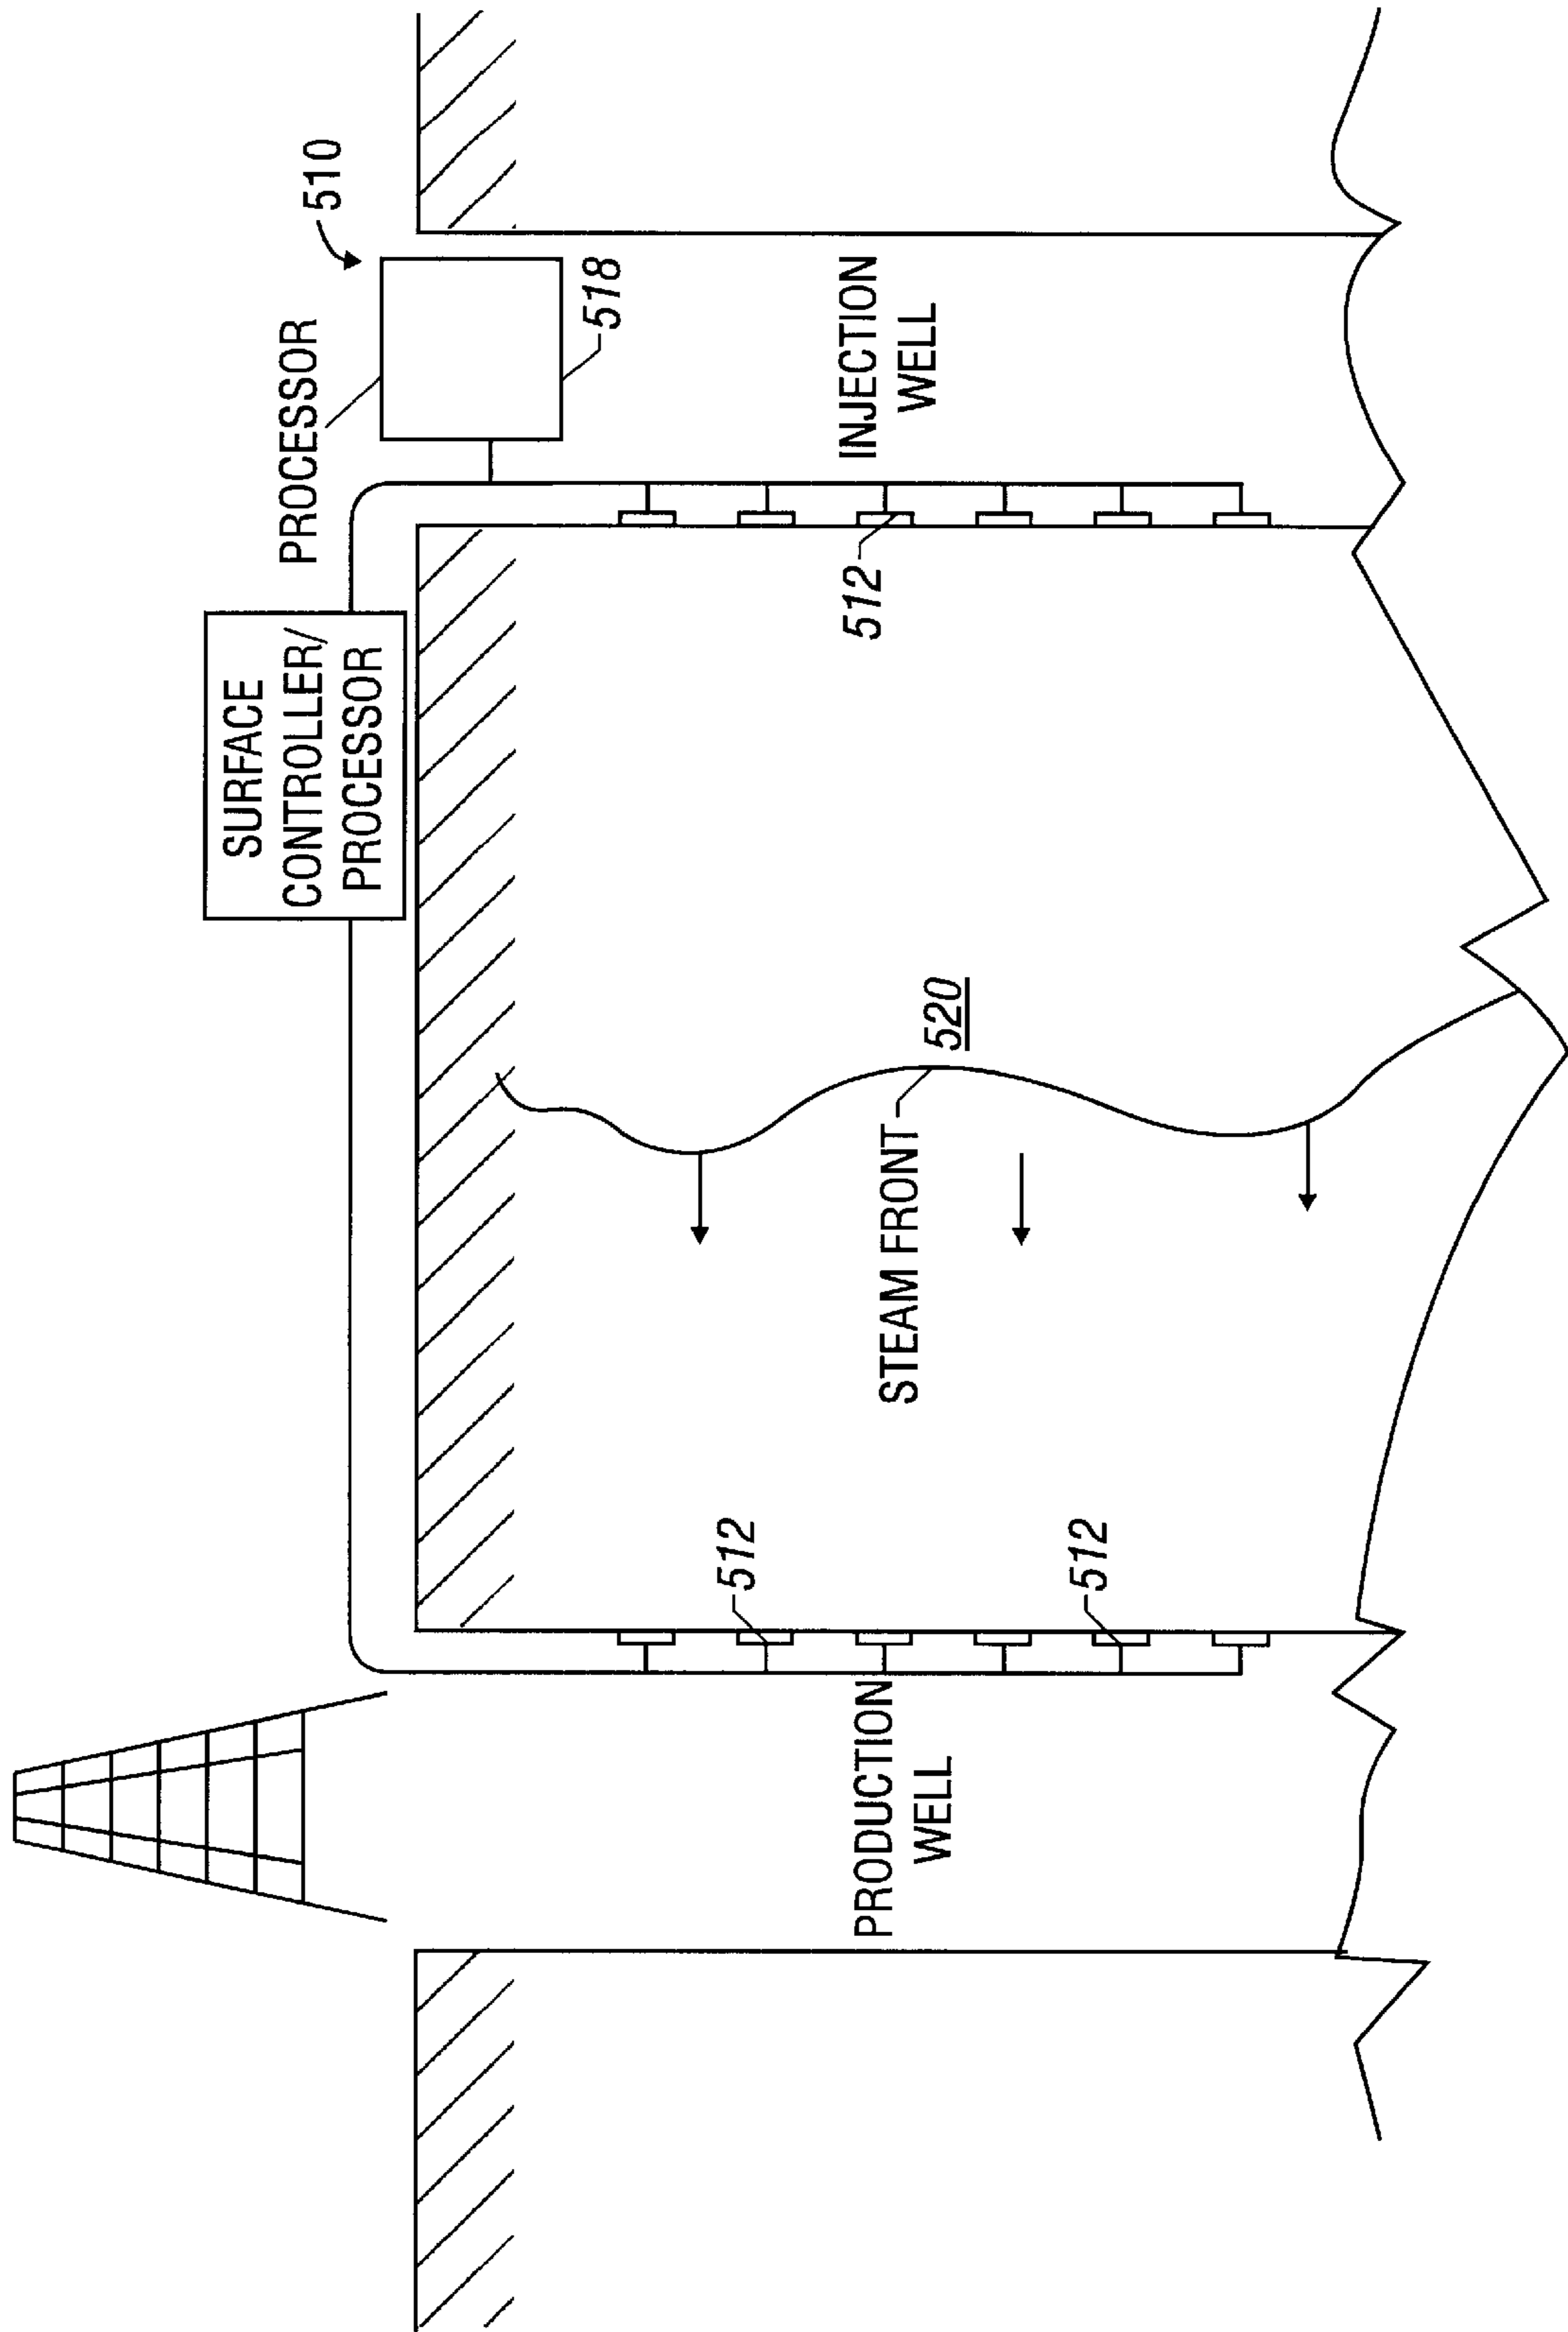 SURFACE
CONTROLLER/
PROCESSOR
PROCESSOR
510
518
INJECTION
WELL
512
STEAM FRONT
520
512
512
PRODUCTION
WELL